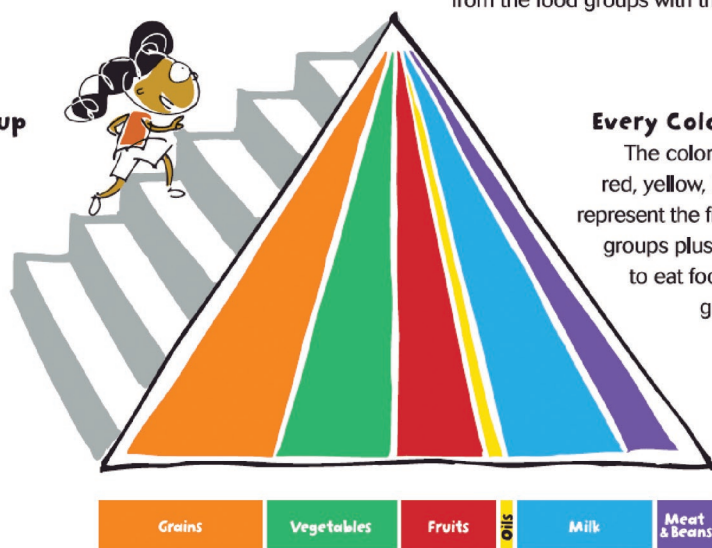 from the food groups with th
up
Every Colo
The color
red, yellow,
represent the f
groups plus
to eat foo
g
Grains
Vegetables
Fruits
Oils
Milk
Meat
& Beans